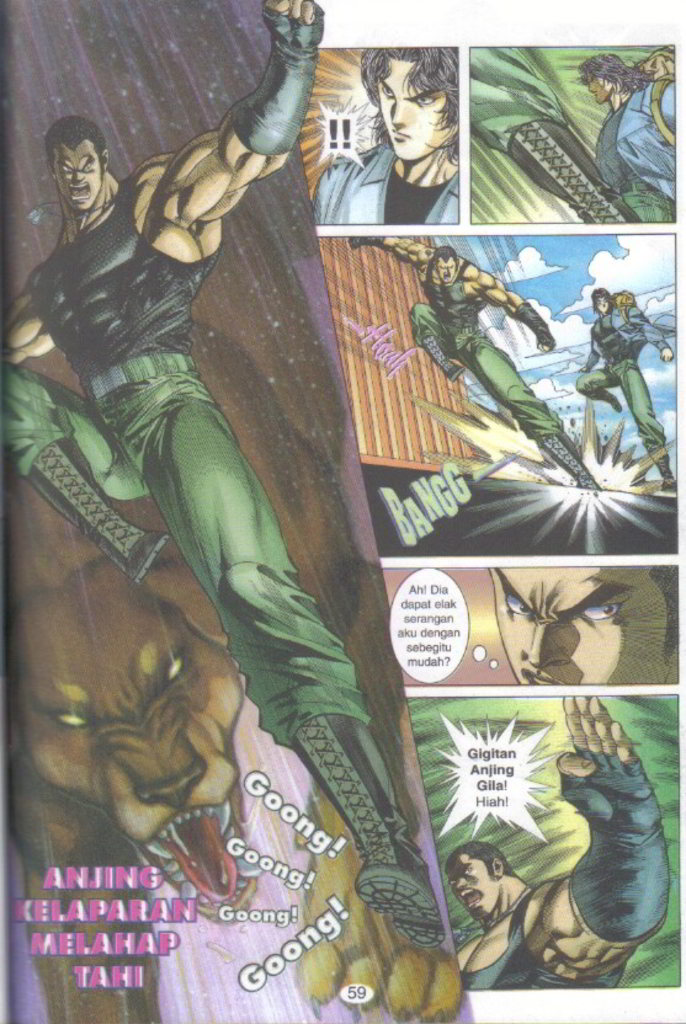 !!
Haah
BANGG
Ah! Dia
dapat elak
serangan
aku dengan
sebegitu
mudah?
Gigitan
Anjing
Gila!
Hiah!
Goong!
Goong!
Goong!
Goong!
ANJING
KELAPARAN
MELAHAP
TAHI
59